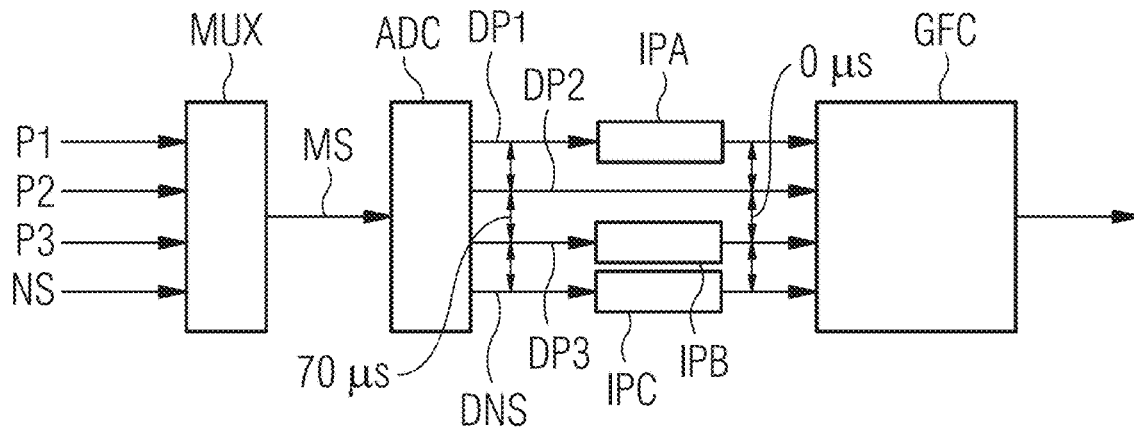 MUX
ADC
DP1
IPA
0 µs
GFC
DP2
P1
MS
P2
P3
NS
DP3
IPB
70 µs
IPC
DNS